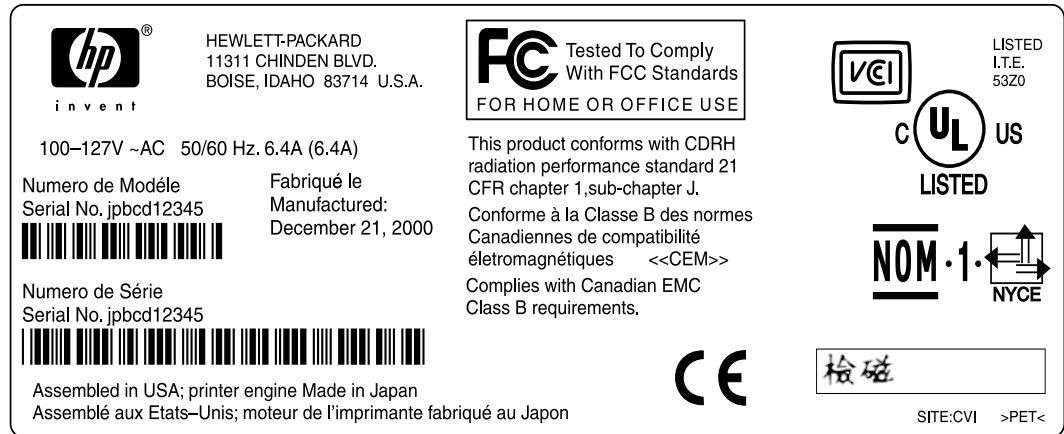 hp
®
invent
HEWLETT-PACKARD
11311 CHINDEN BLVD.
BOISE, IDAHO 83714 U.S.A.
100–127V ~AC 50/60 Hz. 6.4A (6.4A)
Numero de Modéle
Serial No. jpbcd12345
Fabriqué le
Manufactured:
December 21, 2000
Numero de Série
Serial No. jpbcd12345
Assembled in USA; printer engine Made in Japan
Assemblé aux Etats–Unis; moteur de l'imprimante fabriqué au Japon
FC
Tested To Comply
With FCC Standards
FOR HOME OR OFFICE USE
This product conforms with CDRH
radiation performance standard 21
CFR chapter 1,sub-chapter J.
Conforme à la Classe B des normes
Canadiennes de compatibilité
életromagnétiques <<CEM>>
Complies with Canadian EMC
Class B requirements.
CE
VCI
LISTED
I.T.E.
53Z0
C UL US
LISTED
NOM·1·
NYCE
檢磁
SITE:CVI >PET<